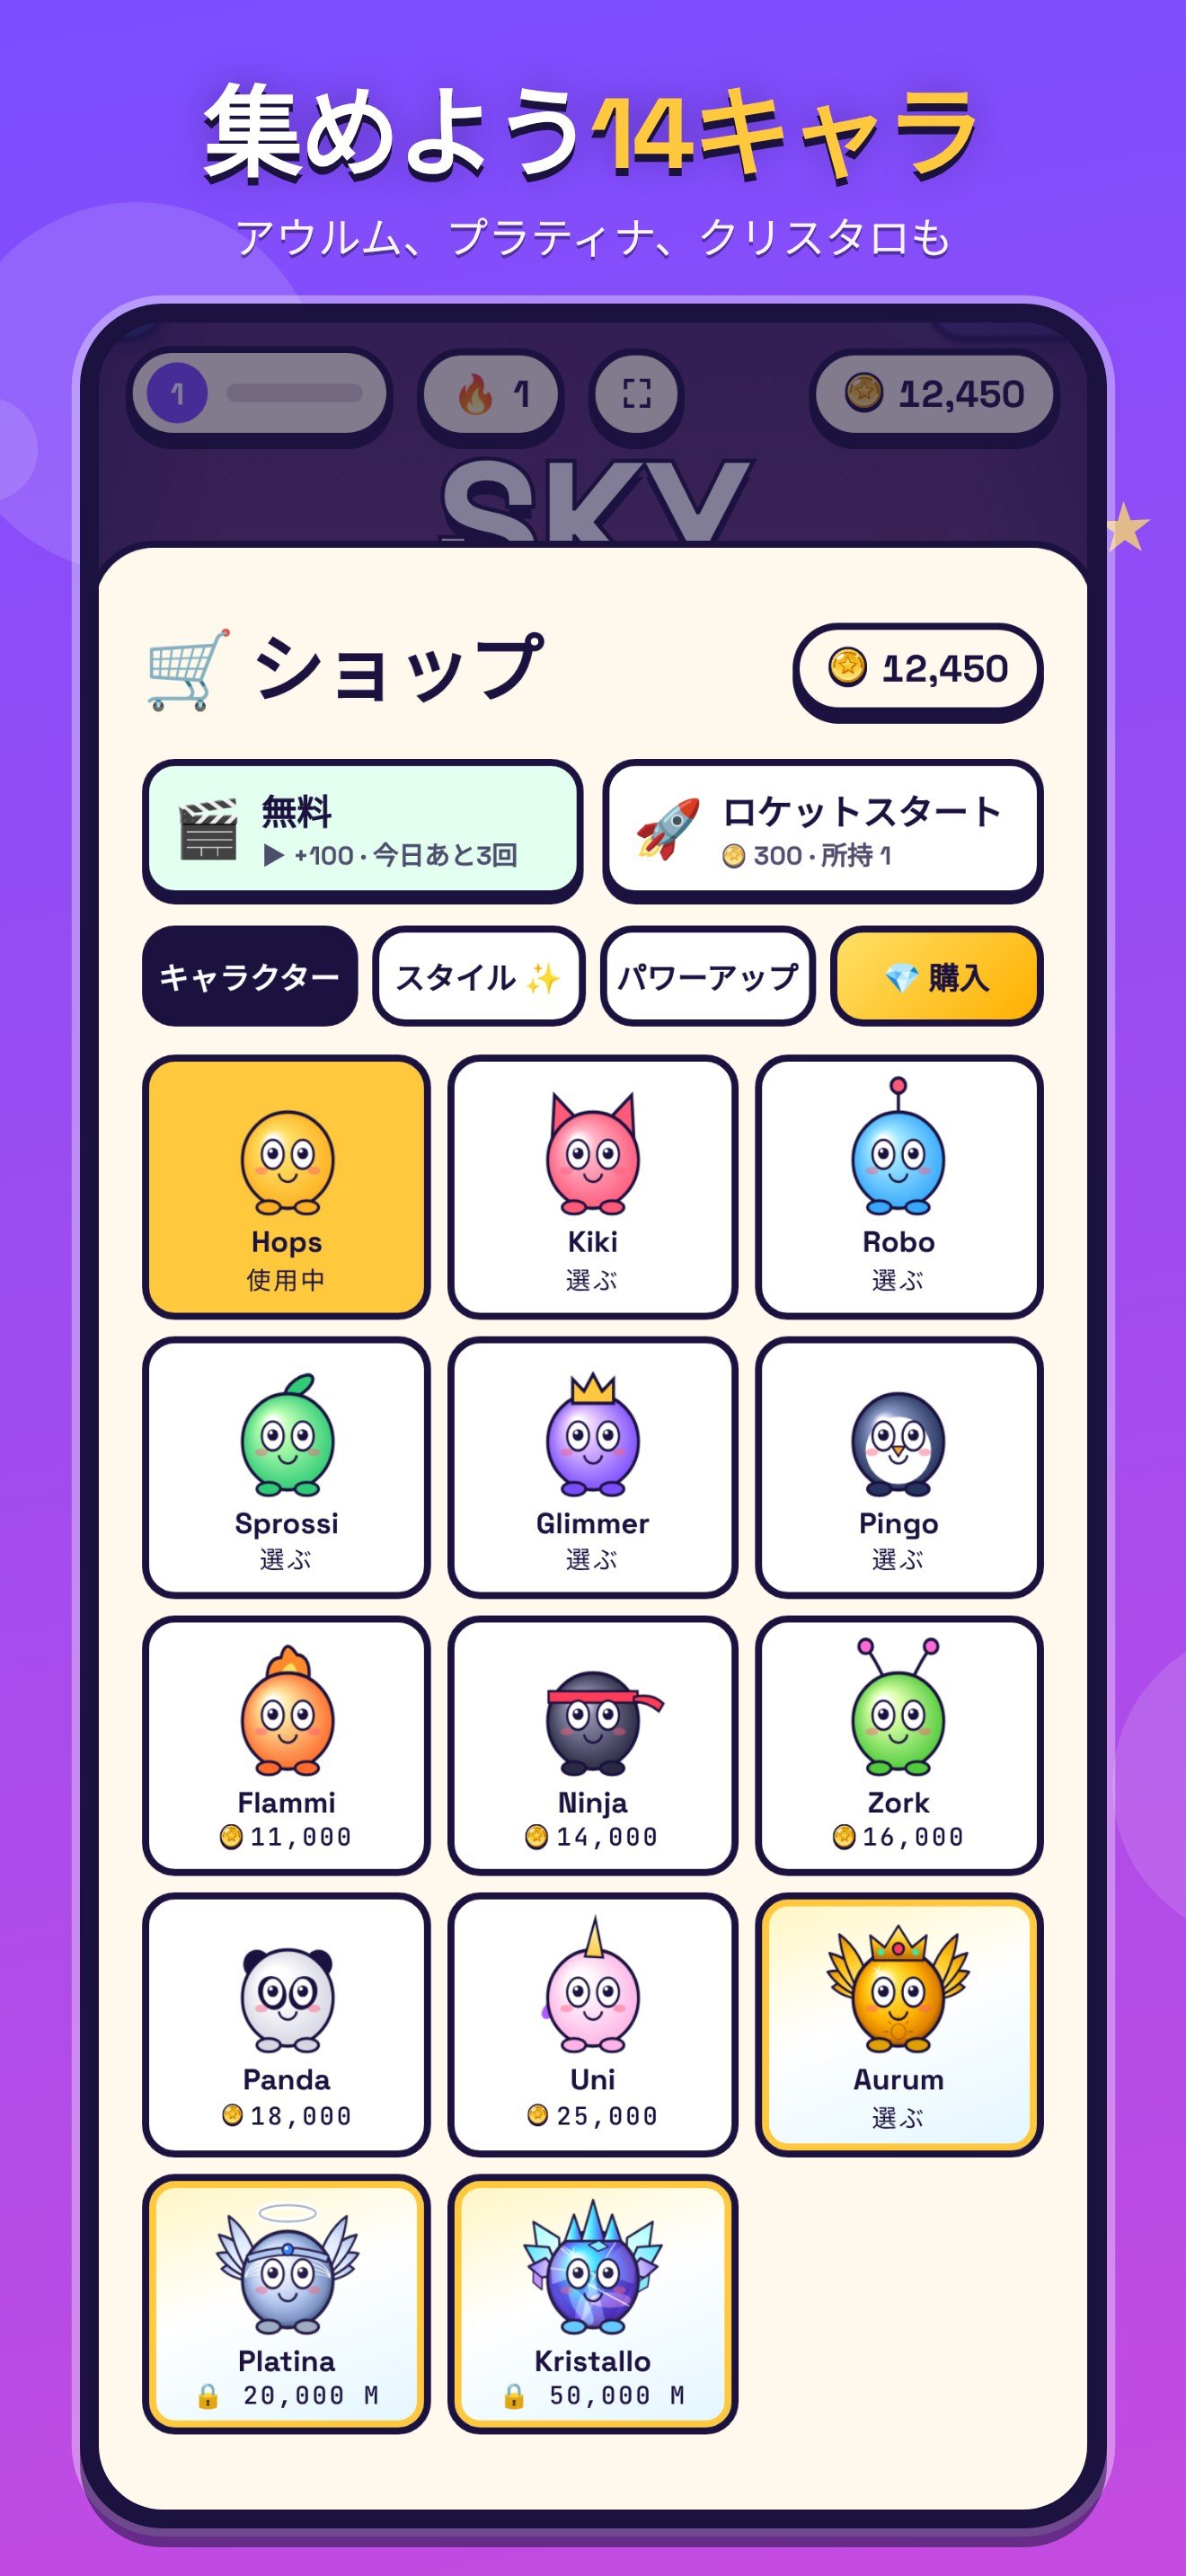 集めよう14キャラ
アウルム、プラティナ、クリスタロも
1
1
12,450
SKY
ショップ
12,450
無料
▶ +100 · 今日あと3回
ロケットスタート
300 · 所持 1
キャラクター
スタイル
パワーアップ
購入
Hops
使用中
Kiki
選ぶ
Robo
選ぶ
Sprossi
選ぶ
Glimmer
選ぶ
Pingo
選ぶ
Flammi
11,000
Ninja
14,000
Zork
16,000
Panda
18,000
Uni
25,000
Aurum
選ぶ
Platina
20,000 M
Kristallo
50,000 M